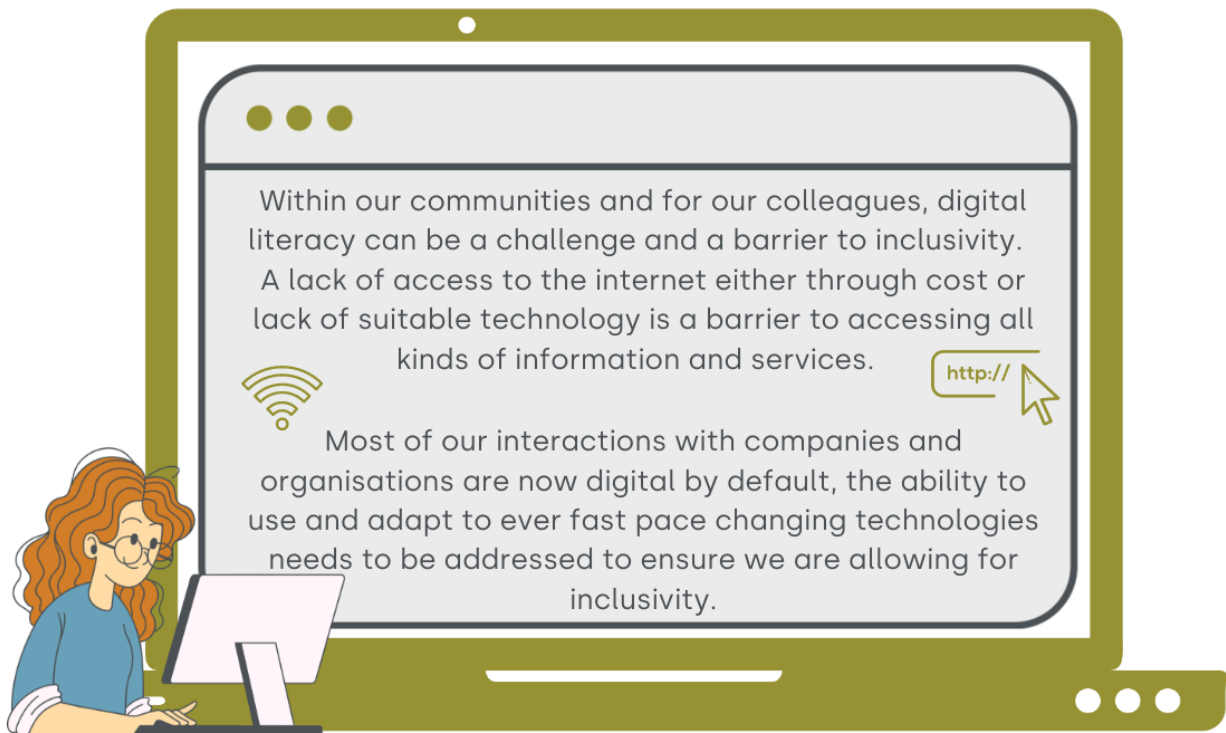 Within our communities and for our colleagues, digital
literacy can be a challenge and a barrier to inclusivity.
A lack of access to the internet either through cost or
lack of suitable technology is a barrier to accessing all
kinds of information and services.
http://
Most of our interactions with companies and
organisations are now digital by default, the ability to
use and adapt to ever fast pace changing technologies
needs to be addressed to ensure we are allowing for
inclusivity.